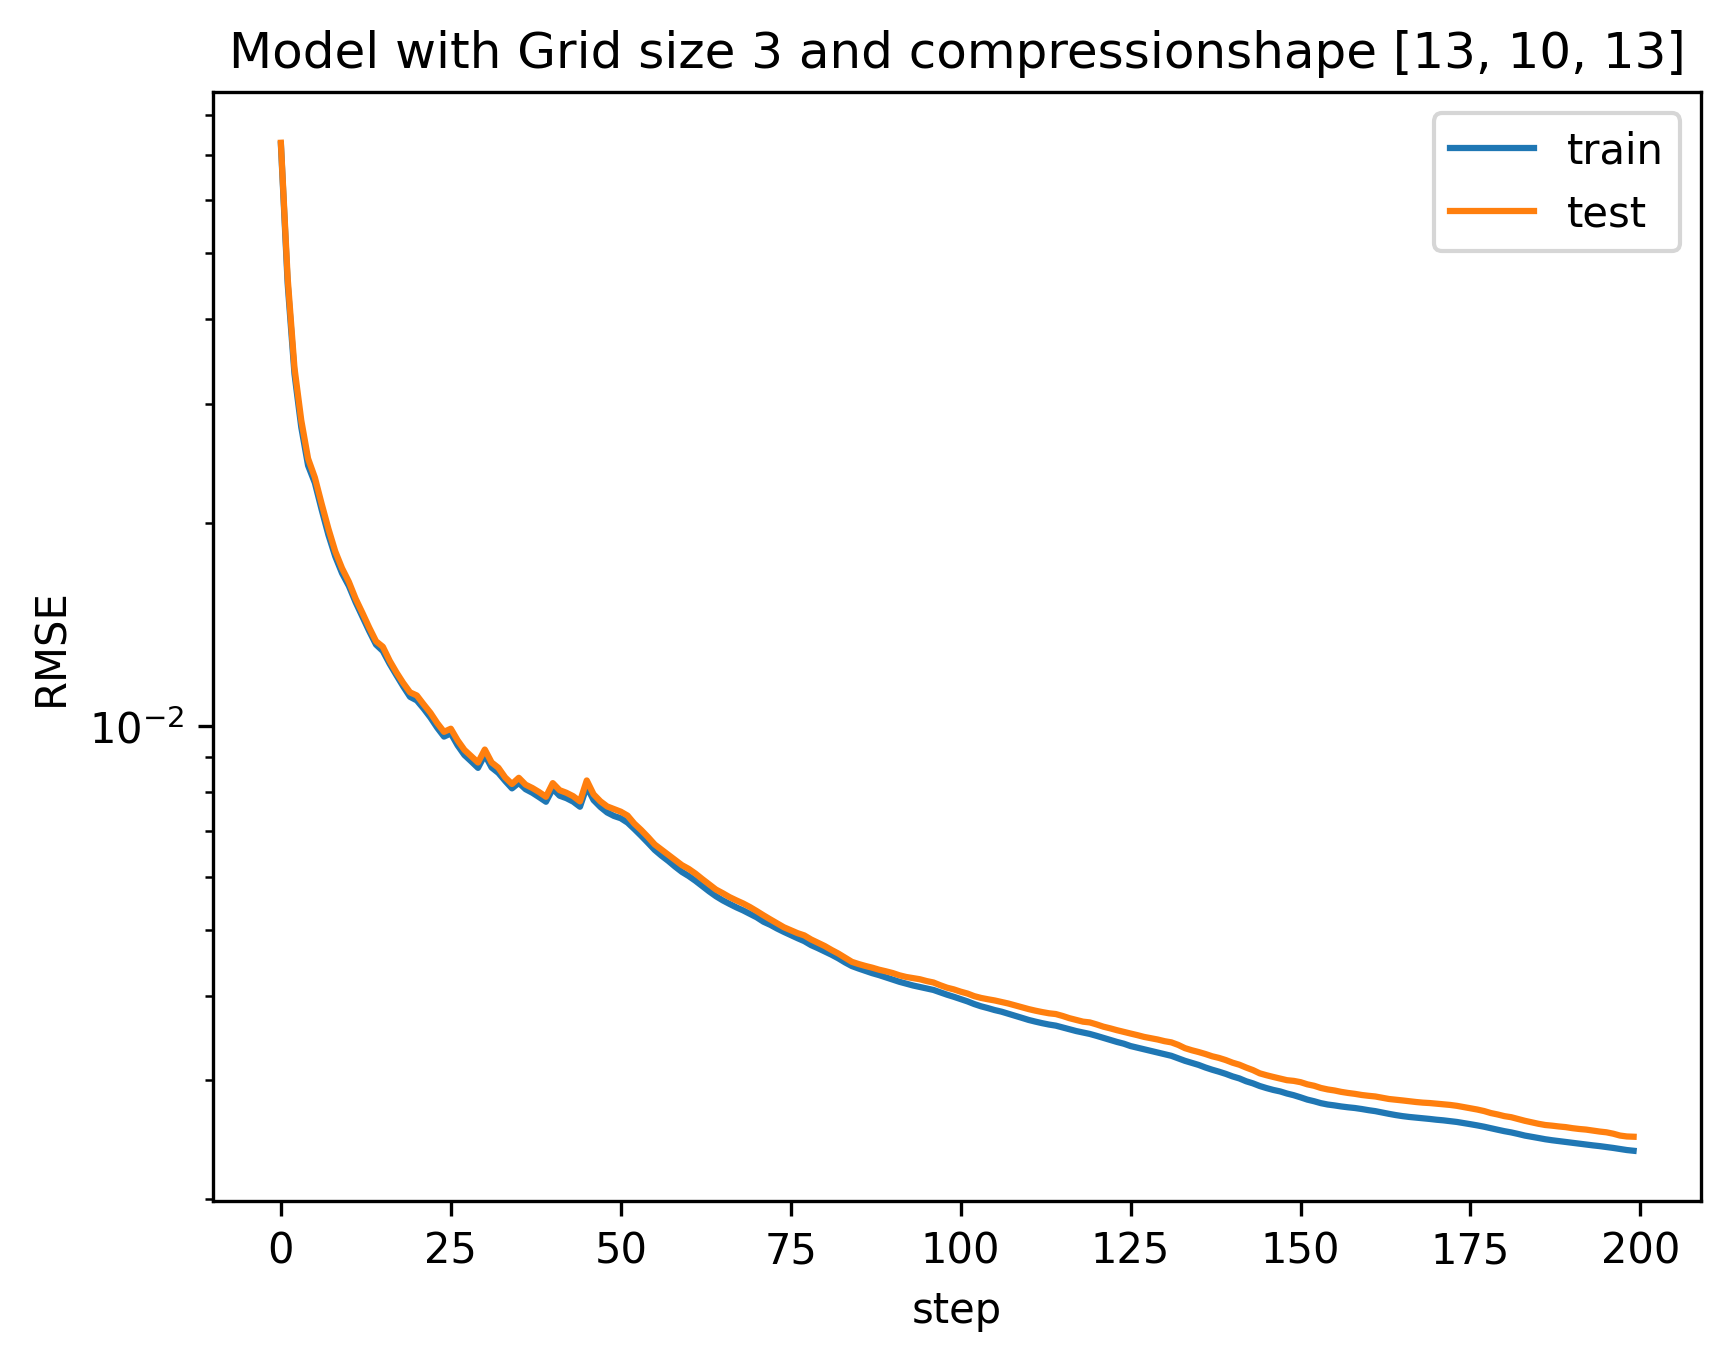 Model with Grid size 3 and compressionshape [13, 10, 13]
train
test
RMSE
10⁻²
0 25 50 75 100 125 150 175 200
step